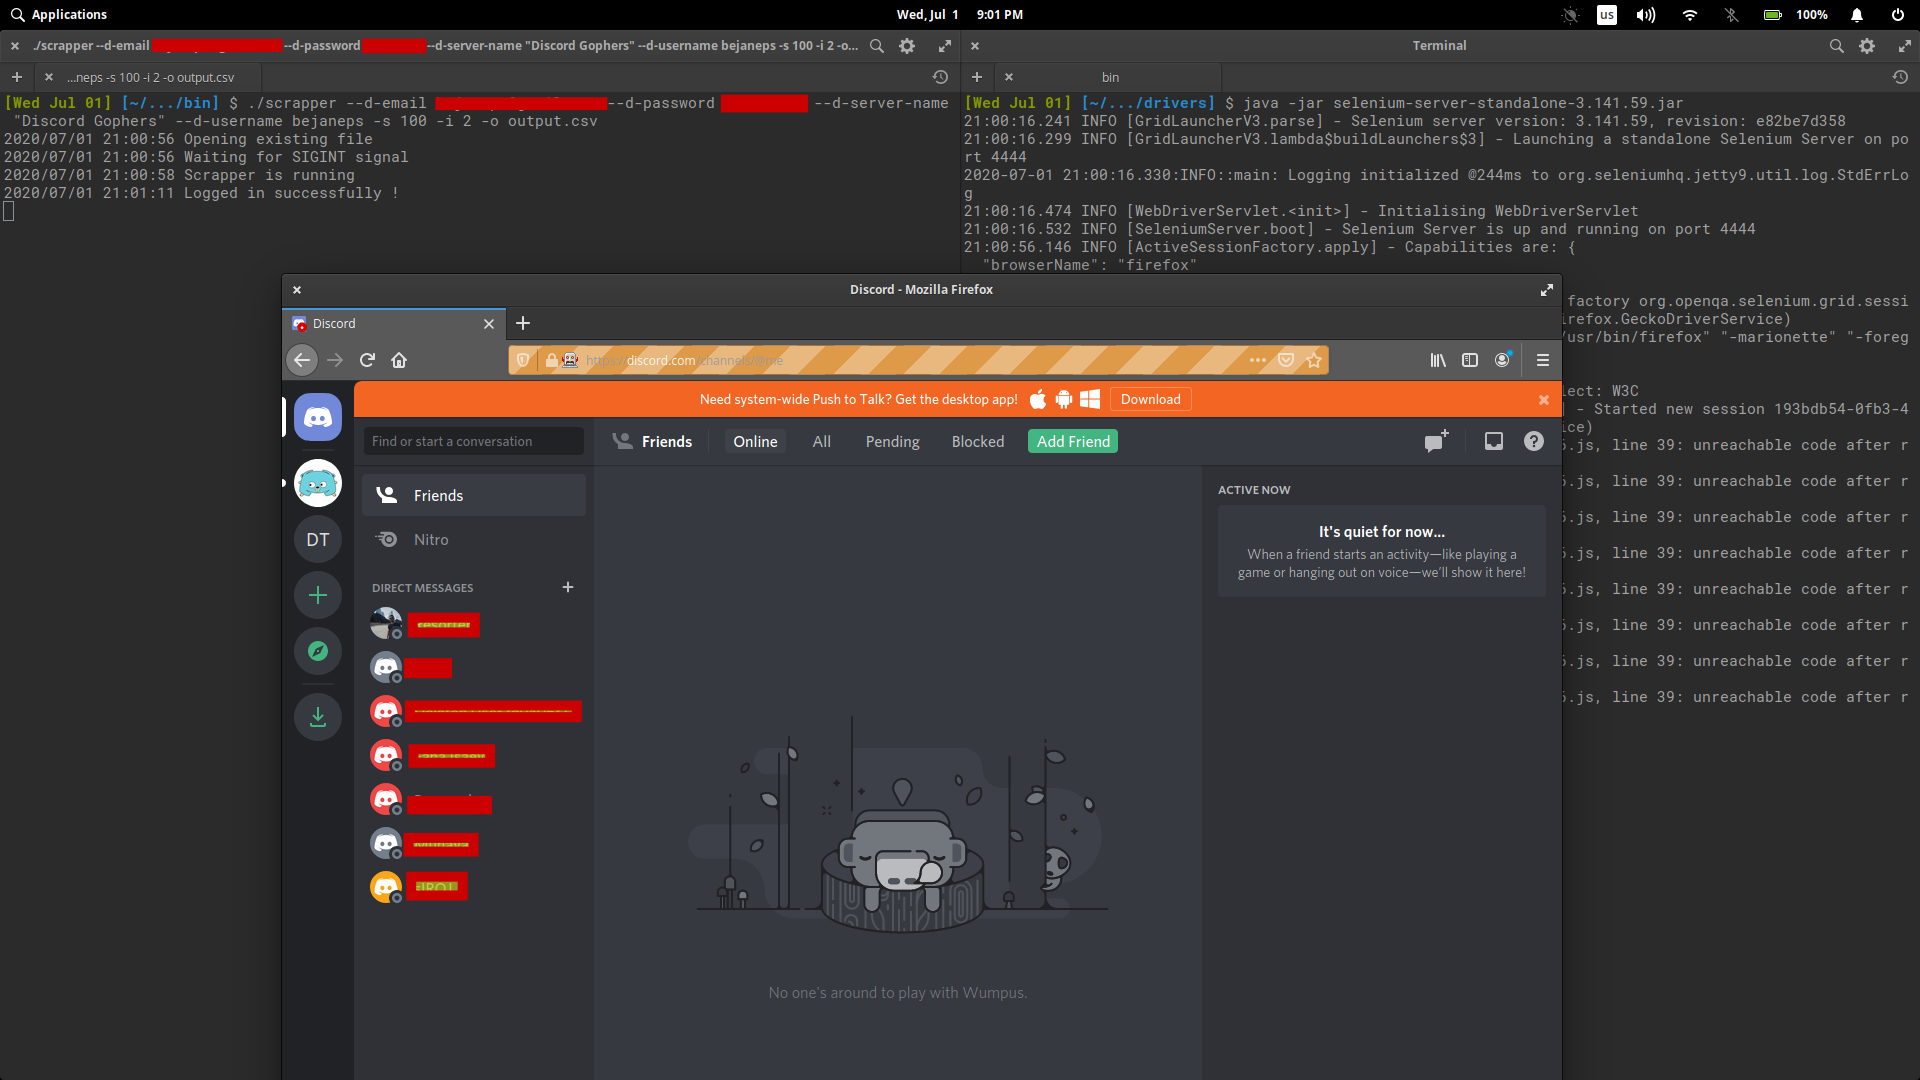 Applications
Wed, Jul 1 9:01 PM
us
100%
./scrapper --d-email --d-password --d-server-name "Discord Gophers" --d-username bejaneps -s 100 -i 2 -o...
...neps -s 100 -i 2 -o output.csv
[Wed Jul 01] [~/.../bin] $ ./scrapper --d-email --d-password --d-server-name
"Discord Gophers" --d-username bejaneps -s 100 -i 2 -o output.csv
2020/07/01 21:00:56 Opening existing file
2020/07/01 21:00:56 Waiting for SIGINT signal
2020/07/01 21:00:58 Scrapper is running
2020/07/01 21:01:11 Logged in successfully !
Terminal
bin
[Wed Jul 01] [~/.../drivers] $ java -jar selenium-server-standalone-3.141.59.jar
21:00:16.241 INFO [GridLauncherV3.parse] - Selenium server version: 3.141.59, revision: e82be7d358
21:00:16.299 INFO [GridLauncherV3.lambda$buildLaunchers$3] - Launching a standalone Selenium Server on po
rt 4444
2020-07-01 21:00:16.330:INFO::main: Logging initialized @244ms to org.seleniumhq.jetty9.util.log.StdErrLo
g
21:00:16.474 INFO [WebDriverServlet.<init>] - Initialising WebDriverServlet
21:00:16.532 INFO [SeleniumServer.boot] - Selenium Server is up and running on port 4444
21:00:56.146 INFO [ActiveSessionFactory.apply] - Capabilities are: {
"browserName": "firefox"
factory org.openqa.selenium.grid.sessi
irefox.GeckoDriverService)
/usr/bin/firefox" "-marionette" "-foreg
lect: W3C
] - Started new session 193bdb54-0fb3-4
ice)
.js, line 39: unreachable code after r
.js, line 39: unreachable code after r
.js, line 39: unreachable code after r
.js, line 39: unreachable code after r
.js, line 39: unreachable code after r
.js, line 39: unreachable code after r
.js, line 39: unreachable code after r
.js, line 39: unreachable code after r
Discord - Mozilla Firefox
Discord
https://discord.com/channels/@me
Need system-wide Push to Talk? Get the desktop app! Download
Find or start a conversation
Friends Online All Pending Blocked Add Friend
Friends
Nitro
DT
DIRECT MESSAGES
ACTIVE NOW
It's quiet for now...
When a friend starts an activity—like playing a
game or hanging out on voice—we'll show it here!
No one's around to play with Wumpus.